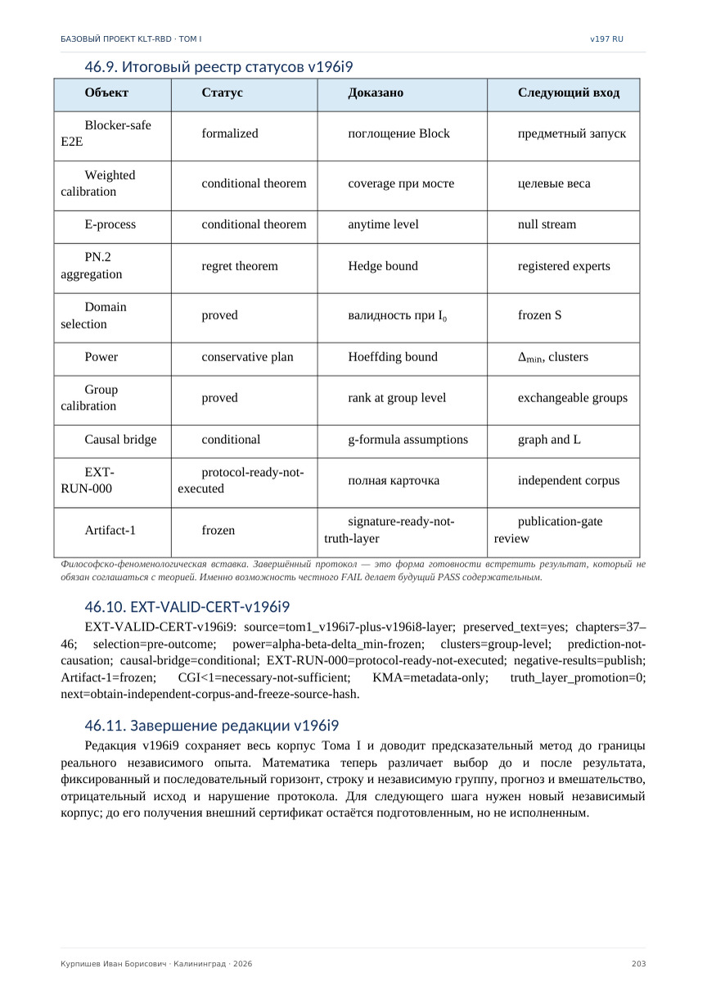 БАЗОВЫЙ ПРОЕКТ KLT-RBD · ТОМ I v197 RU
46.9. Итоговый реестр статусов v196i9
Объект Статус Доказано Следующий вход
Blocker-safe
E2E
formalized поглощение Block предметный запуск
Weighted
calibration
conditional theorem coverage при мосте целевые веса
E-process conditional theorem anytime level null stream
PN.2
aggregation
regret theorem Hedge bound registered experts
Domain
selection
proved валидность при I₀ frozen S
Power conservative plan Hoeffding bound Δₘᵢₙ, clusters
Group
calibration
proved rank at group level exchangeable groups
Causal bridge conditional g-formula assumptions graph and L
EXT-
RUN-000
protocol-ready-not-
executed
полная карточка independent corpus
Artifact-1 frozen
signature-ready-not-
truth-layer
publication-gate
review
Философско-феноменологическая вставка. Завершённый протокол — это форма готовности встретить результат, который не
обязан соглашаться с теорией. Именно возможность честного FAIL делает будущий PASS содержательным.
46.10. EXT-VALID-CERT-v196i9
EXT-VALID-CERT-v196i9: source=tom1_v196i7-plus-v196i8-layer; preserved_text=yes; chapters=37–
46; selection=pre-outcome; power=alpha-beta-delta_min-frozen; clusters=group-level; prediction-not-
causation; causal-bridge=conditional; EXT-RUN-000=protocol-ready-not-executed; negative-results=publish;
Artifact-1=frozen; CGI<1=necessary-not-sufficient; KMA=metadata-only; truth_layer_promotion=0;
next=obtain-independent-corpus-and-freeze-source-hash.
46.11. Завершение редакции v196i9
Редакция v196i9 сохраняет весь корпус Тома I и доводит предсказательный метод до границы
реального независимого опыта. Математика теперь различает выбор до и после результата,
фиксированный и последовательный горизонт, строку и независимую группу, прогноз и вмешательство,
отрицательный исход и нарушение протокола. Для следующего шага нужен новый независимый
корпус; до его получения внешний сертификат остаётся подготовленным, но не исполненным.
Курпишев Иван Борисович · Калининград · 2026 203